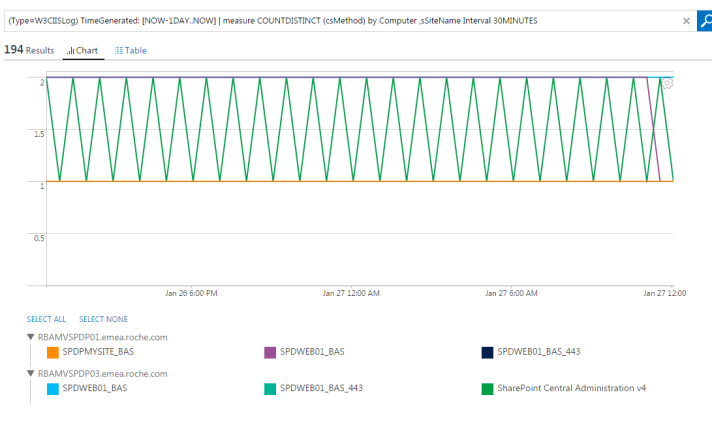 (Type=W3CIISLog) TimeGenerated: [NOW-1DAY..NOW] | measure COUNTDISTINCT (csMethod) by Computer ,sSiteName Interval 30MINUTES
194 Results Chart Table
2
1.5
1
0.5
Jan 26 6:00 PM Jan 27 12:00 AM Jan 27 6:00 AM Jan 27 12:00
SELECT ALL SELECT NONE
RBAMVSPDP01.emea.roche.com
SPDPMYSITE_BAS SPDWEB01_BAS SPDWEB01_BAS_443
RBAMVSPDP03.emea.roche.com
SPDWEB01_BAS SPDWEB01_BAS_443 SharePoint Central Administration v4